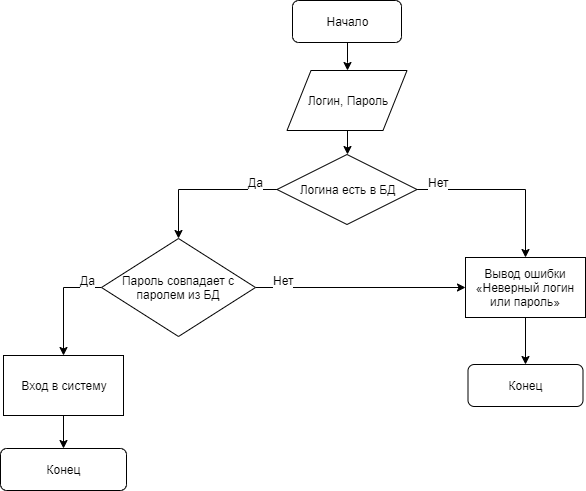 Начало
Логин, Пароль
Да
Логина есть в БД
Нет
Да
Пароль совпадает с
паролем из БД
Нет
Вывод ошибки
«Неверный логин
или пароль»
Вход в систему
Конец
Конец